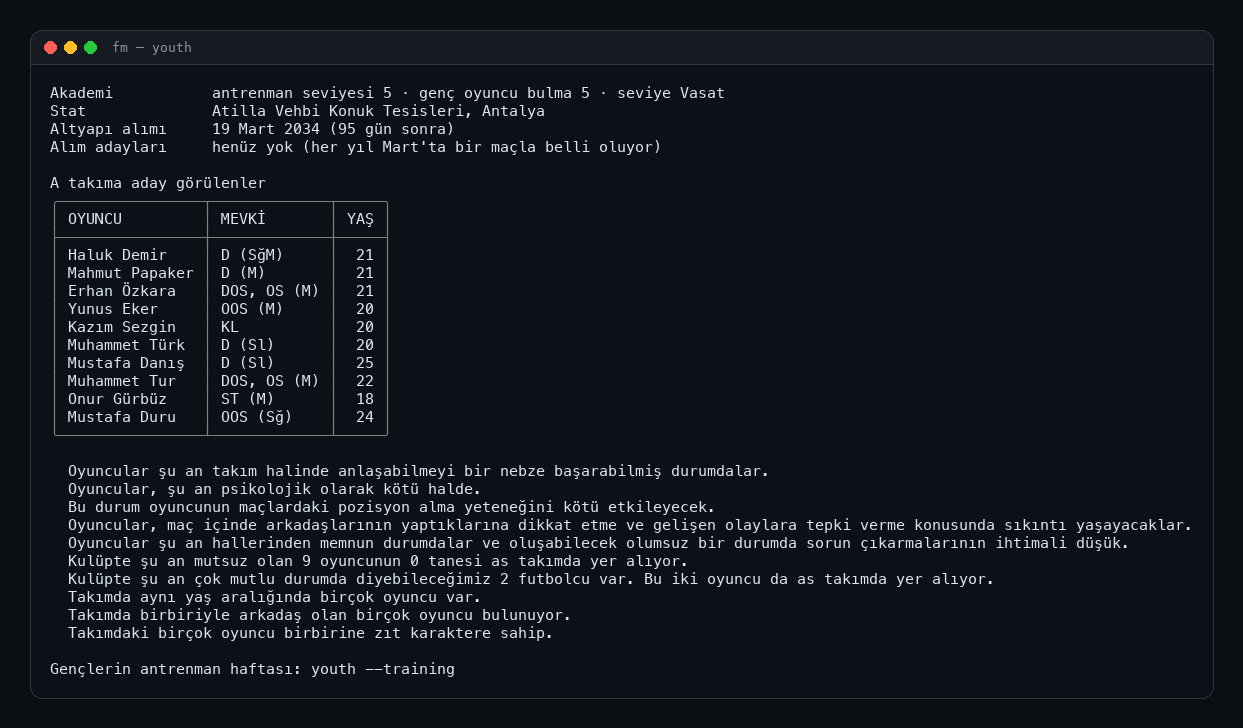 fm — youth
Akademi antrenman seviyesi 5 · genç oyuncu bulma 5 · seviye Vasat
Stat Atilla Vehbi Konuk Tesisleri, Antalya
Altyapı alımı 19 Mart 2034 (95 gün sonra)
Alım adayları henüz yok (her yıl Mart'ta bir maçla belli oluyor)
A takıma aday görülenler
OYUNCU MEVKİ YAŞ
Haluk Demir D (SğM) 21
Mahmut Papaker D (M) 21
Erhan Özkara DOS, OS (M) 21
Yunus Eker OOS (M) 20
Kazım Sezgin KL 20
Muhammet Türk D (Sl) 20
Mustafa Danış D (Sl) 25
Muhammet Tur DOS, OS (M) 22
Onur Gürbüz ST (M) 18
Mustafa Duru OOS (Sğ) 24
Oyuncular şu an takım halinde anlaşabilmeyi bir nebze başarabilmiş durumdalar.
Oyuncular, şu an psikolojik olarak kötü halde.
Bu durum oyuncunun maçlardaki pozisyon alma yeteneğini kötü etkileyecek.
Oyuncular, maç içinde arkadaşlarının yaptıklarına dikkat etme ve gelişen olaylara tepki verme konusunda sıkıntı yaşayacaklar.
Oyuncular şu an hallerinden memnun durumdalar ve oluşabilecek olumsuz bir durumda sorun çıkarmalarının ihtimali düşük.
Kulüpte şu an mutsuz olan 9 oyuncunun 0 tanesi as takımda yer alıyor.
Kulüpte şu an çok mutlu durumda diyebileceğimiz 2 futbolcu var. Bu iki oyuncu da as takımda yer alıyor.
Takımda aynı yaş aralığında birçok oyuncu var.
Takımda birbiriyle arkadaş olan birçok oyuncu bulunuyor.
Takımdaki birçok oyuncu birbirine zıt karaktere sahip.
Gençlerin antrenman haftası: youth --training